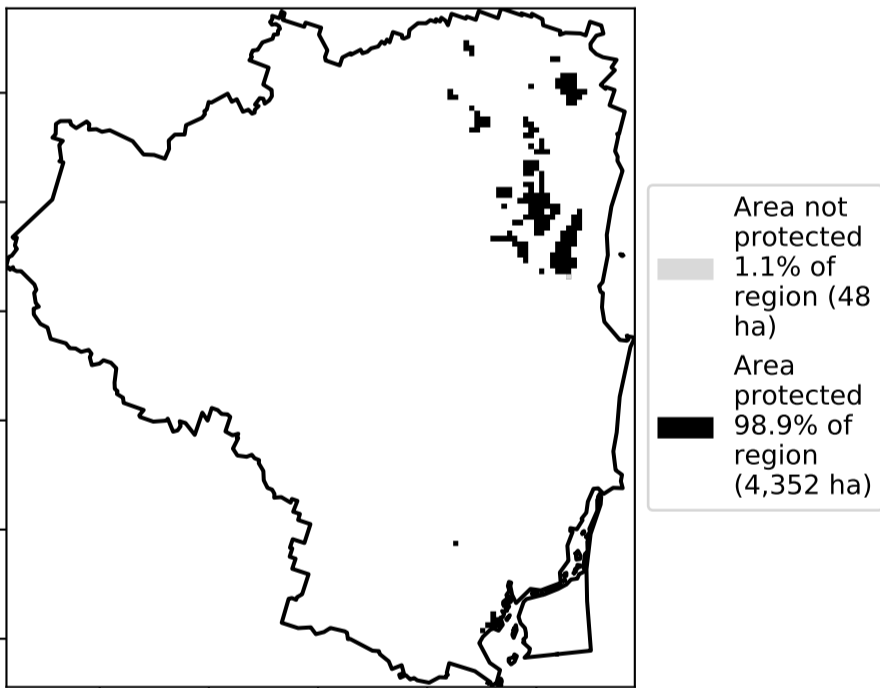 Area not
protected
1.1% of
region (48
ha)
Area
protected
98.9% of
region
(4,352 ha)